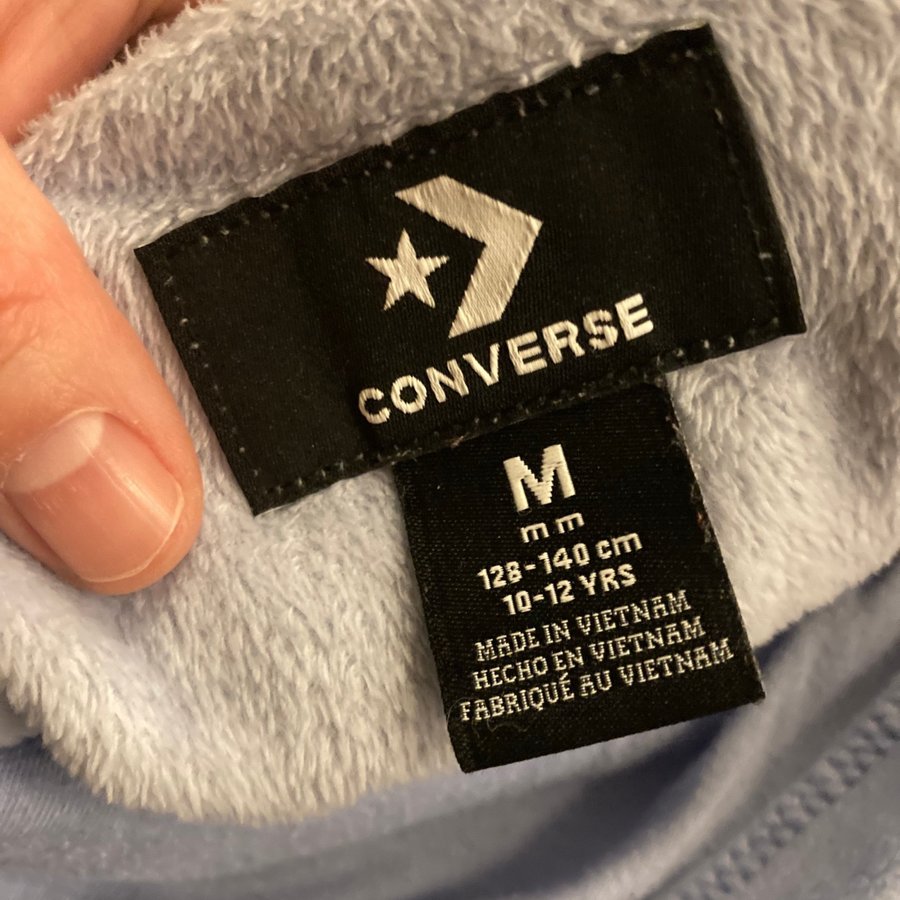 CONVERSE
M
m m
128-140 cm
10-12 YRS
MADE IN VIETNAM
HECHO EN VIETNAM
FABRIQUÉ AU VIETNAM